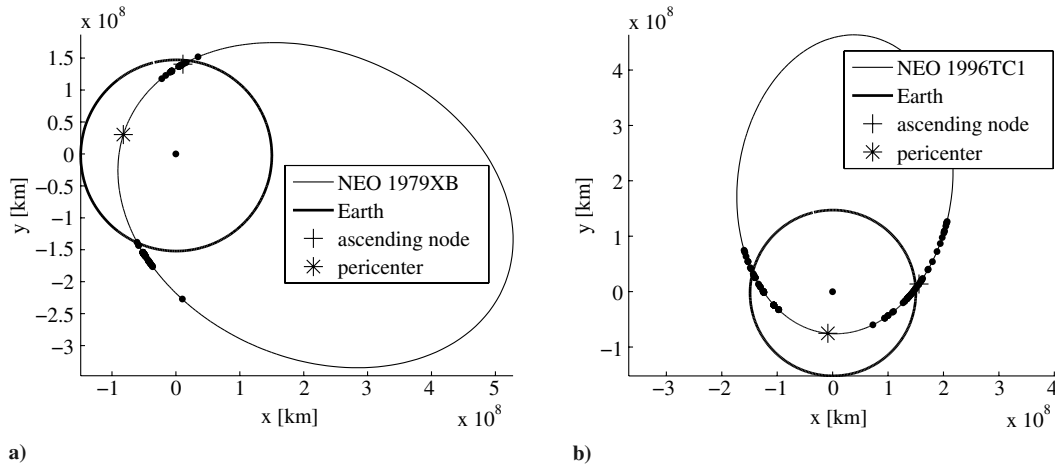 x 10^8
1.5
1
0.5
0
−0.5
−1
−1.5
−2
−2.5
−3
y [km]
NEO 1979XB
Earth
ascending node
pericenter
−1 0 1 2 3 4 5
x [km]
x 10^8
a)
x 10^8
4
3
2
1
0
−1
y [km]
NEO 1996TC1
Earth
ascending node
pericenter
−3 −2 −1 0 1 2 3 4
x [km]
x 10^8
b)